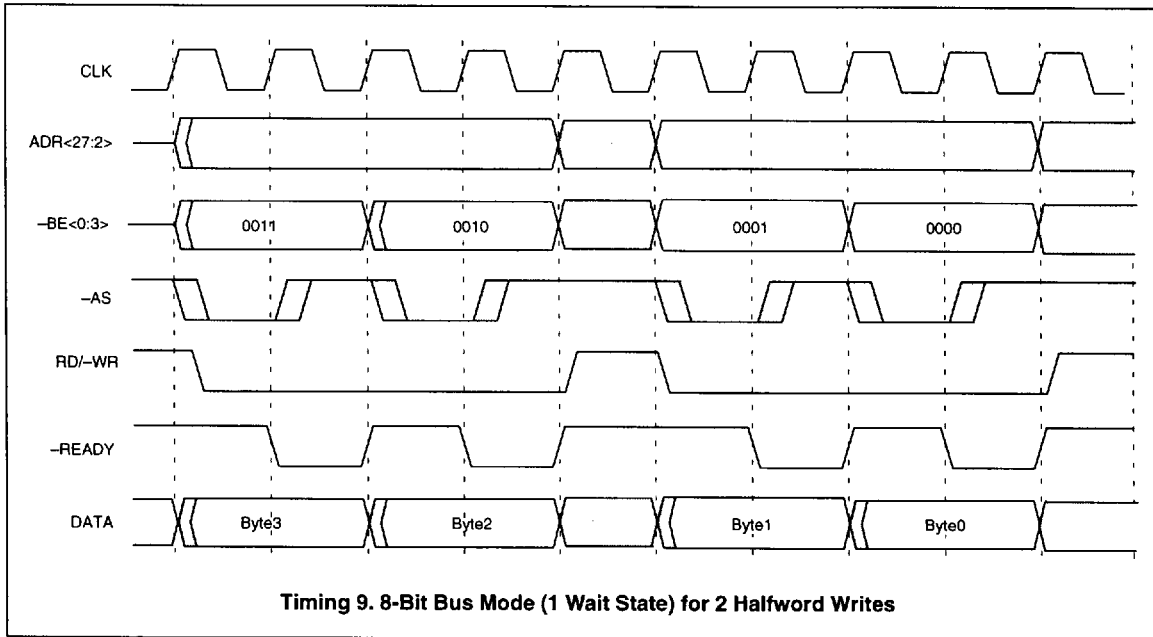 CLK
ADR<27:2>
–BE<0:3> 0011 0010 0001 0000
–AS
RD/–WR
–READY
DATA Byte3 Byte2 Byte1 Byte0
Timing 9. 8-Bit Bus Mode (1 Wait State) for 2 Halfword Writes